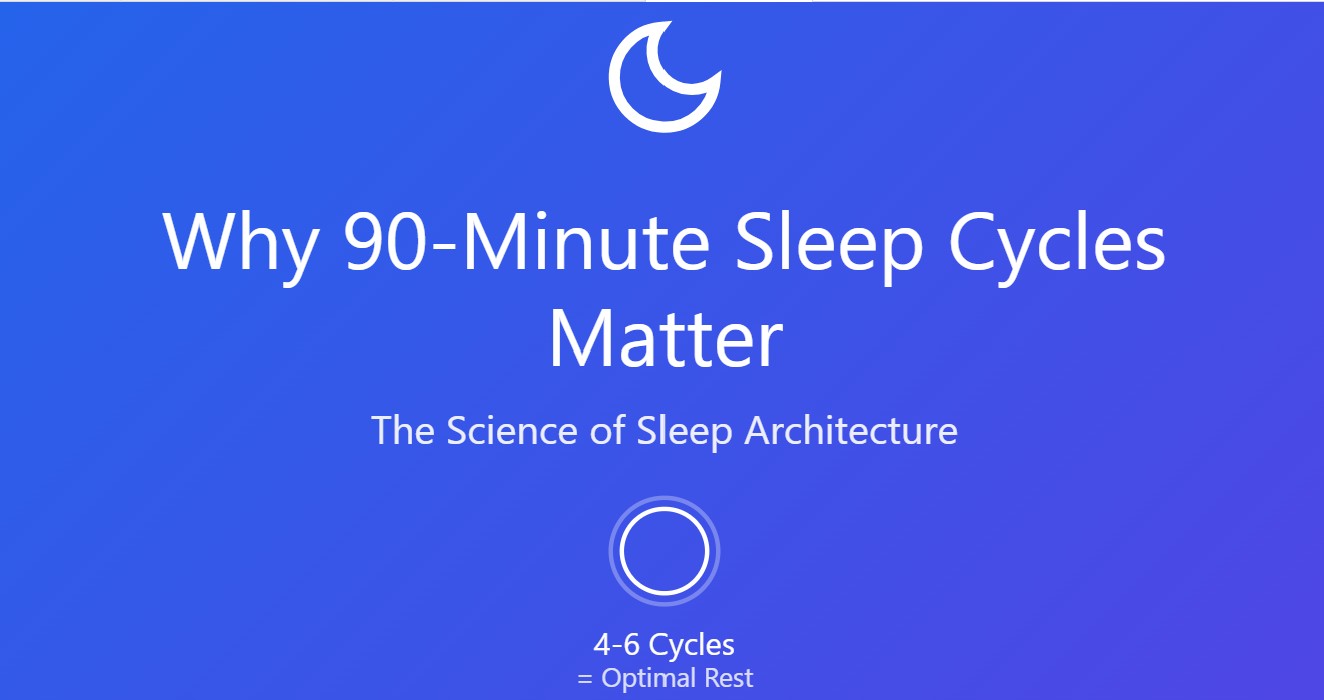 Why 90-Minute Sleep Cycles
Matter
The Science of Sleep Architecture
4-6 Cycles
= Optimal Rest